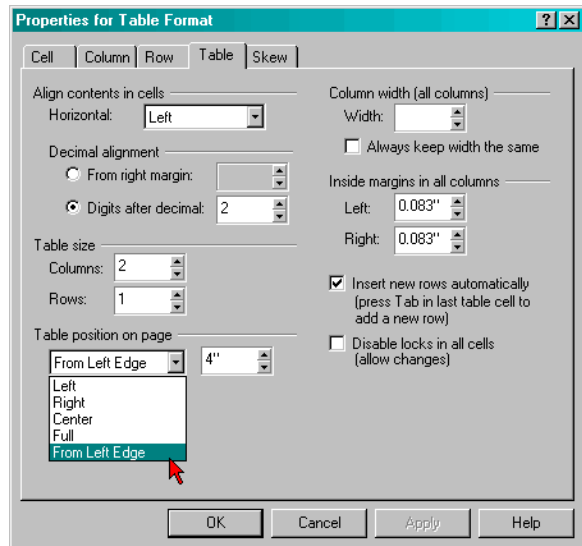 Properties for Table Format
Cell Column Row Table Skew
Align contents in cells
Horizontal: Left
Decimal alignment
From right margin:
Digits after decimal: 2
Table size
Columns: 2
Rows: 1
Table position on page
From Left Edge 4"
Left
Right
Center
Full
From Left Edge
Column width (all columns)
Width:
Always keep width the same
Inside margins in all columns
Left: 0.083"
Right: 0.083"
Insert new rows automatically
(press Tab in last table cell to
add a new row)
Disable locks in all cells
(allow changes)
OK Cancel Apply Help